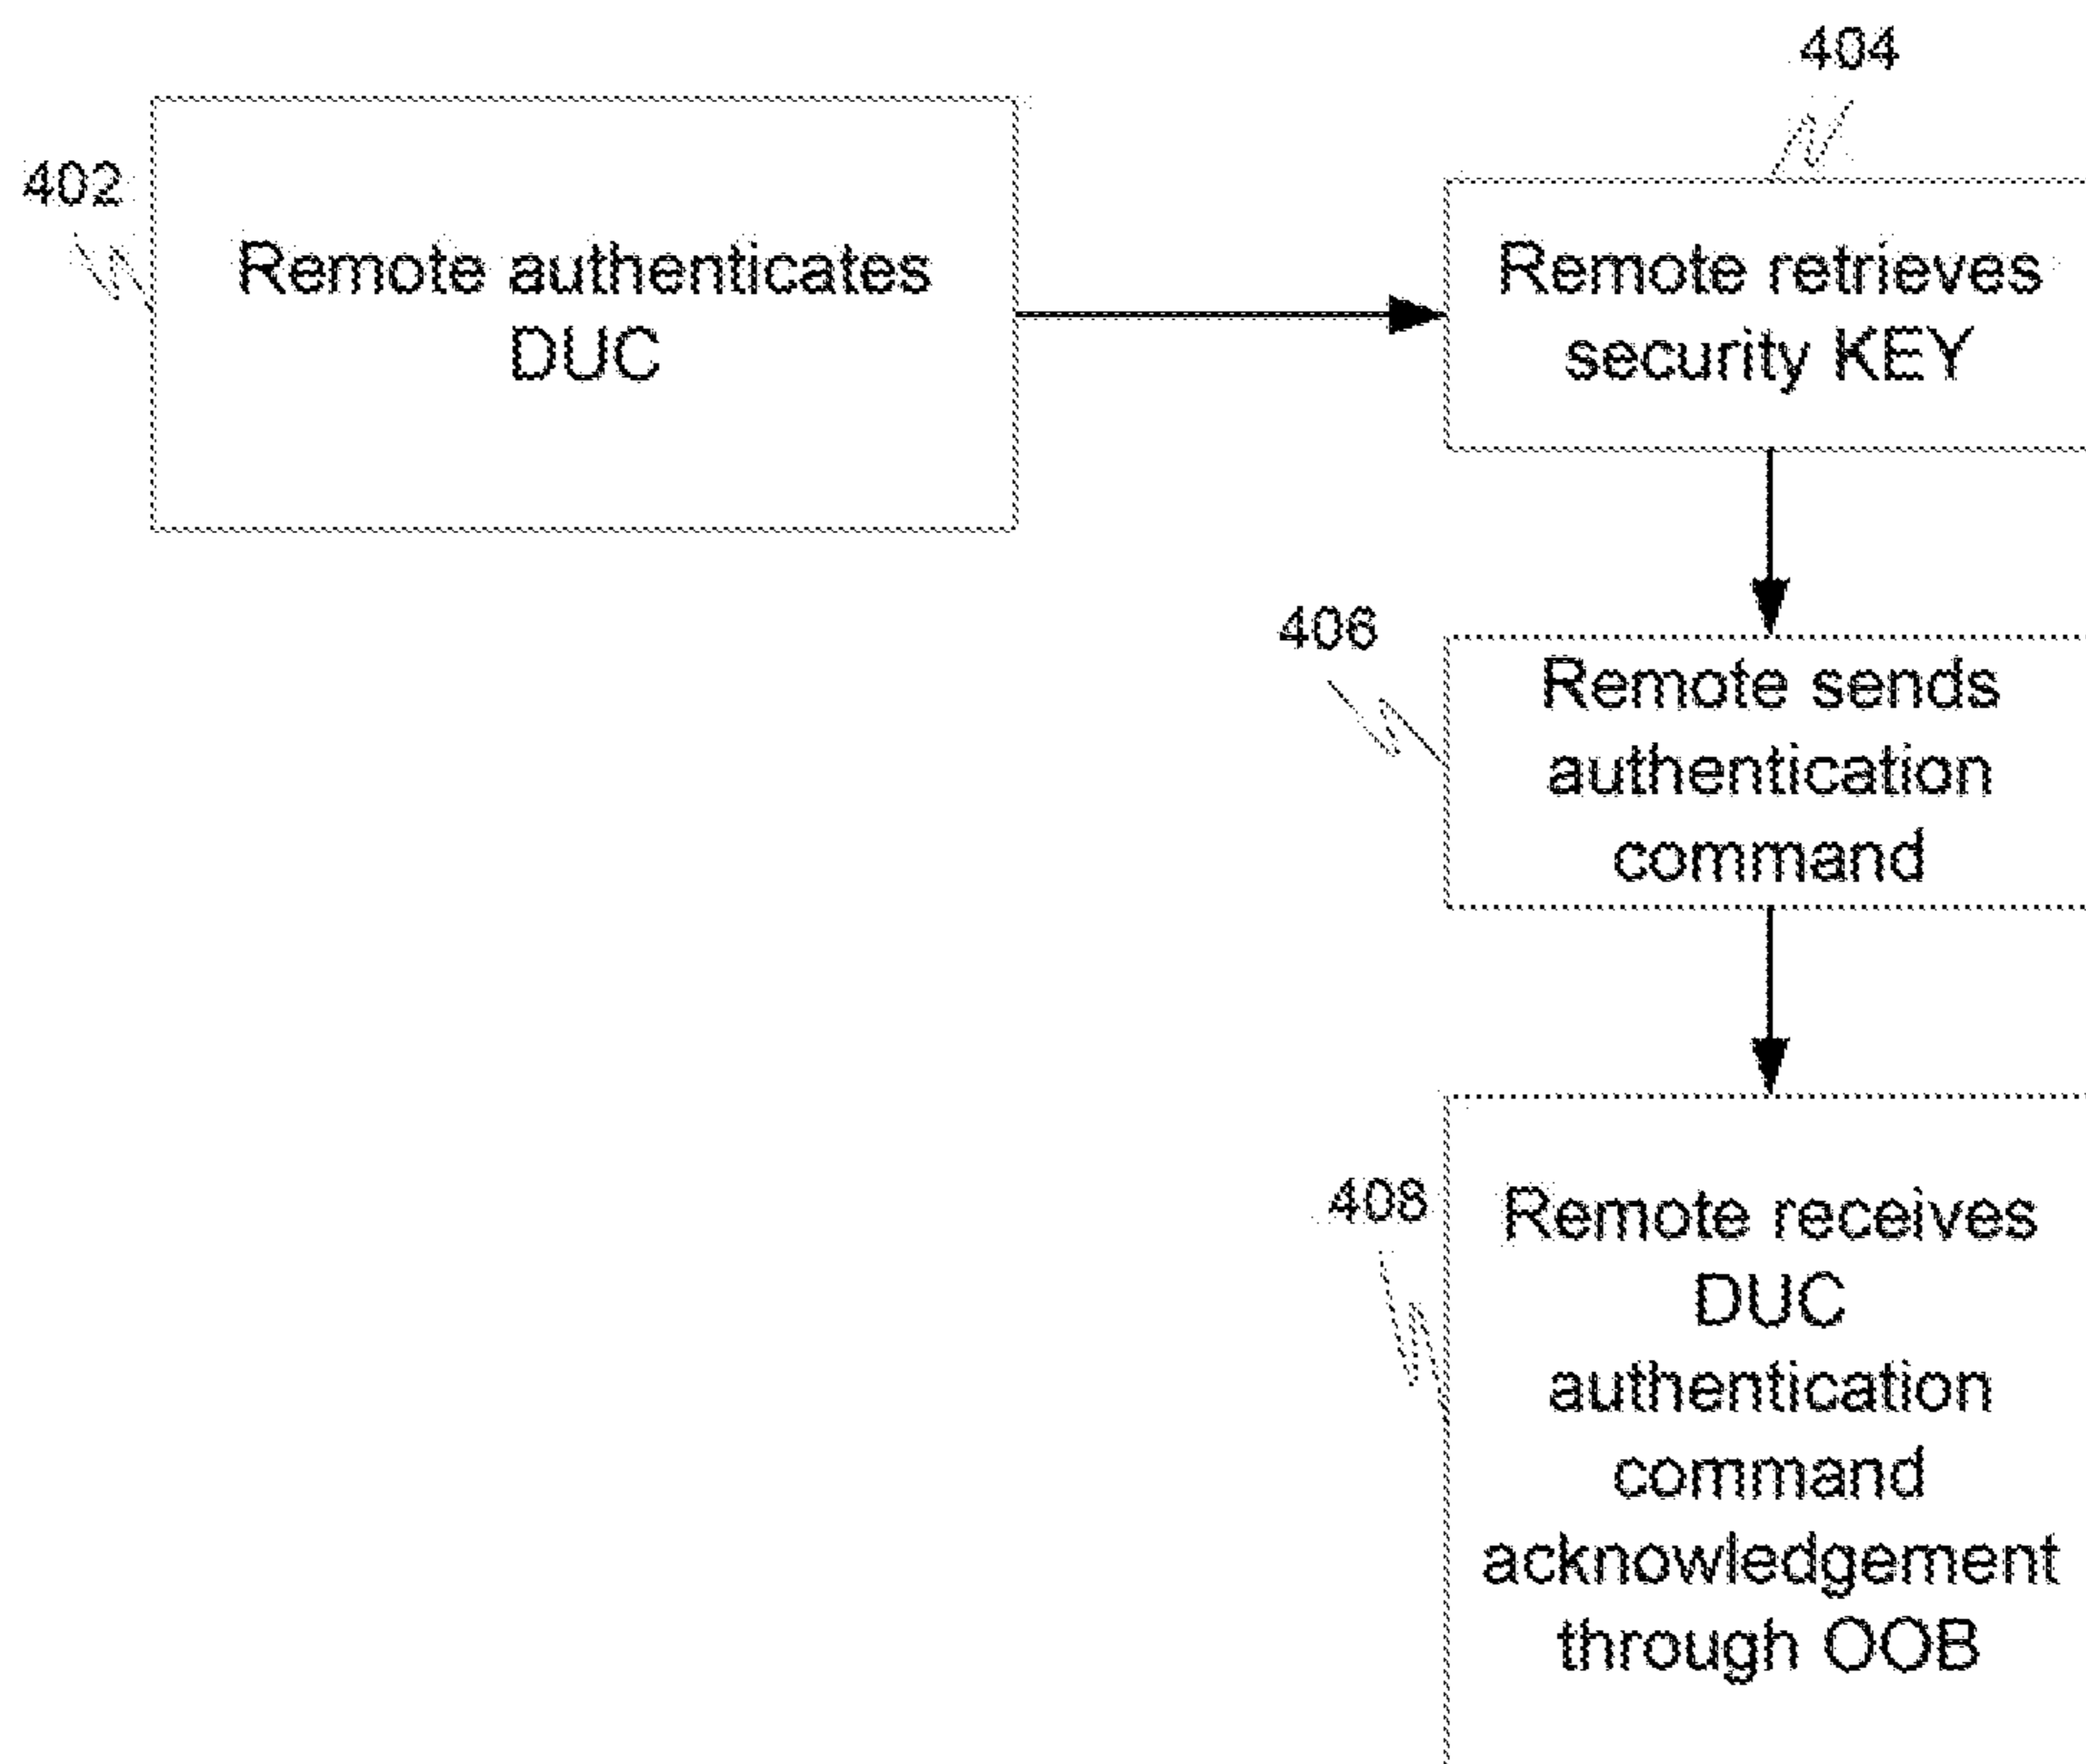 404
402
Remote authenticates
DUC
Remote retrieves
security KEY
406
Remote sends
authentication
command
408
Remote receives
DUC
authentication
command
acknowledgement
through OOB